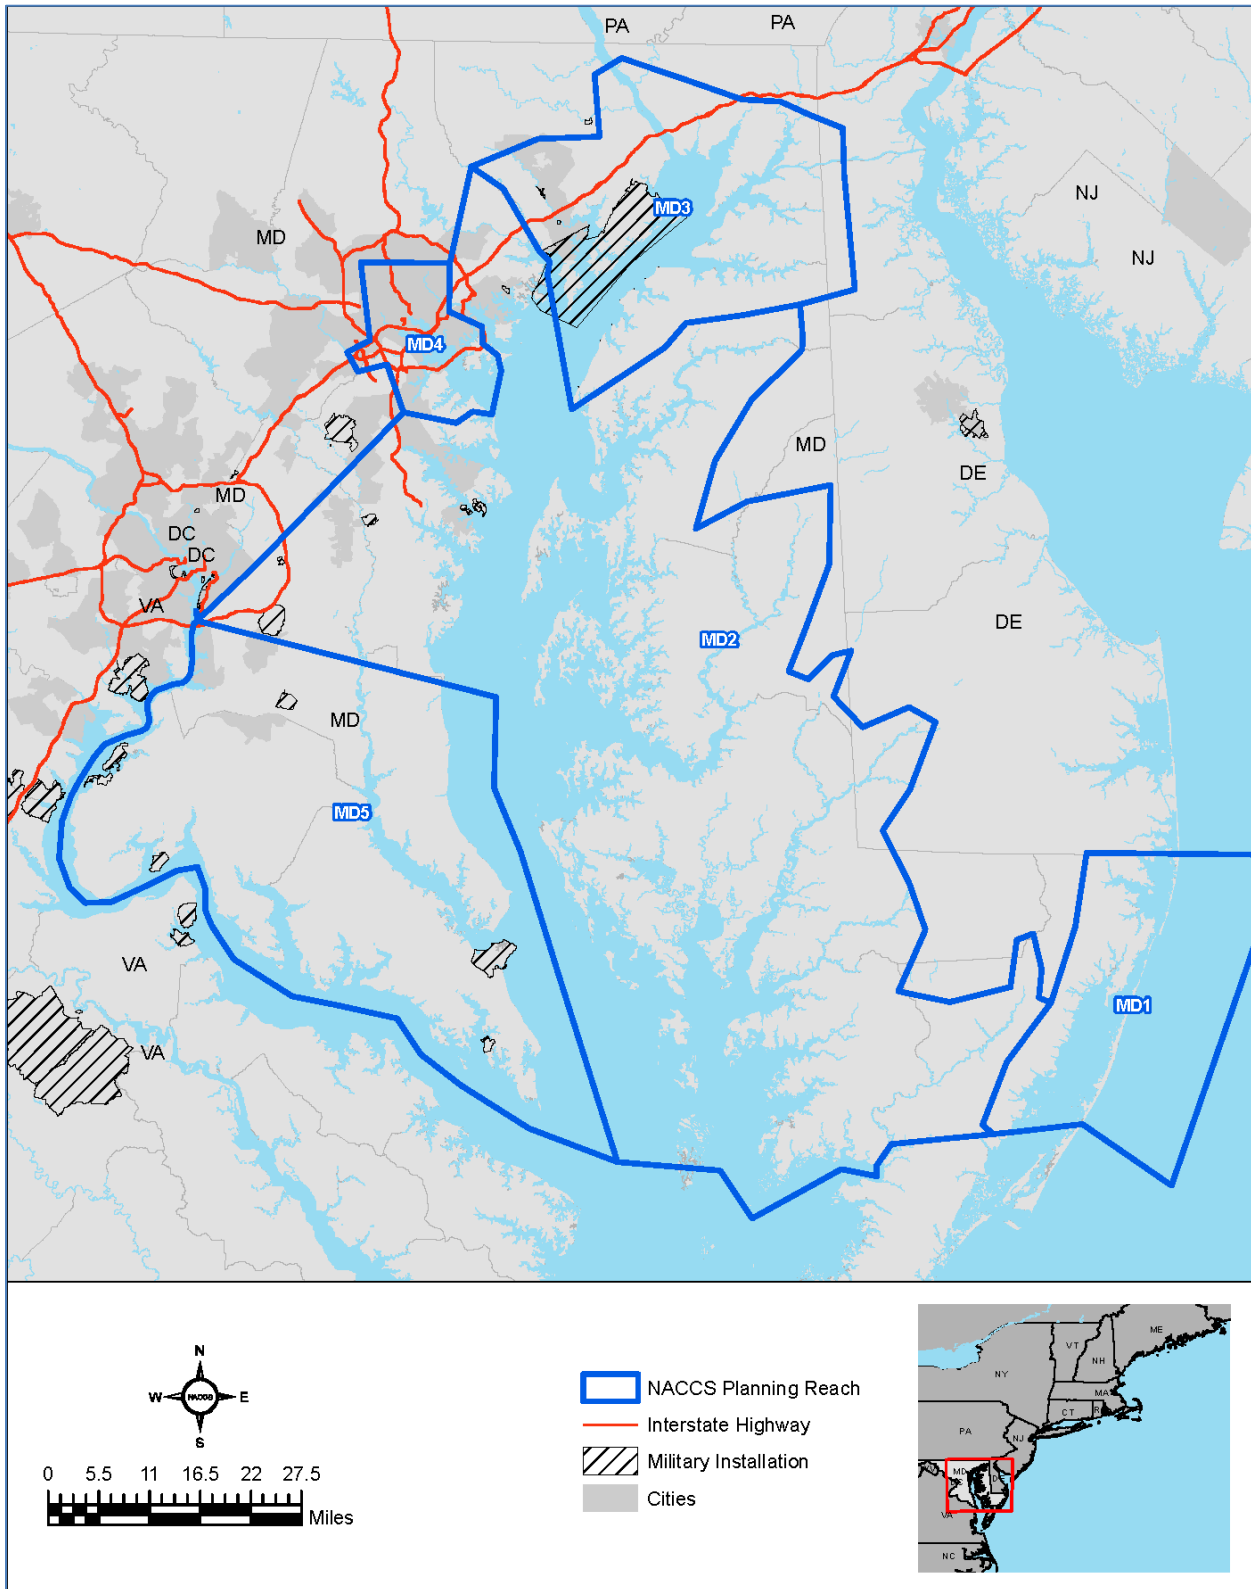 PA
PA
NJ
MD3
MD
NJ
MD4
MD
DE
MD
DC
DC
VA
DE
MD2
MD
MD5
VA
MD1
VA
N
W
NACCS
E
S
0 5.5 11 16.5 22 27.5
Miles
NACCS Planning Reach
Interstate Highway
Military Installation
Cities
ME
VT
NH
NY
MA
CT
PA
NJ
MD
VA
NC